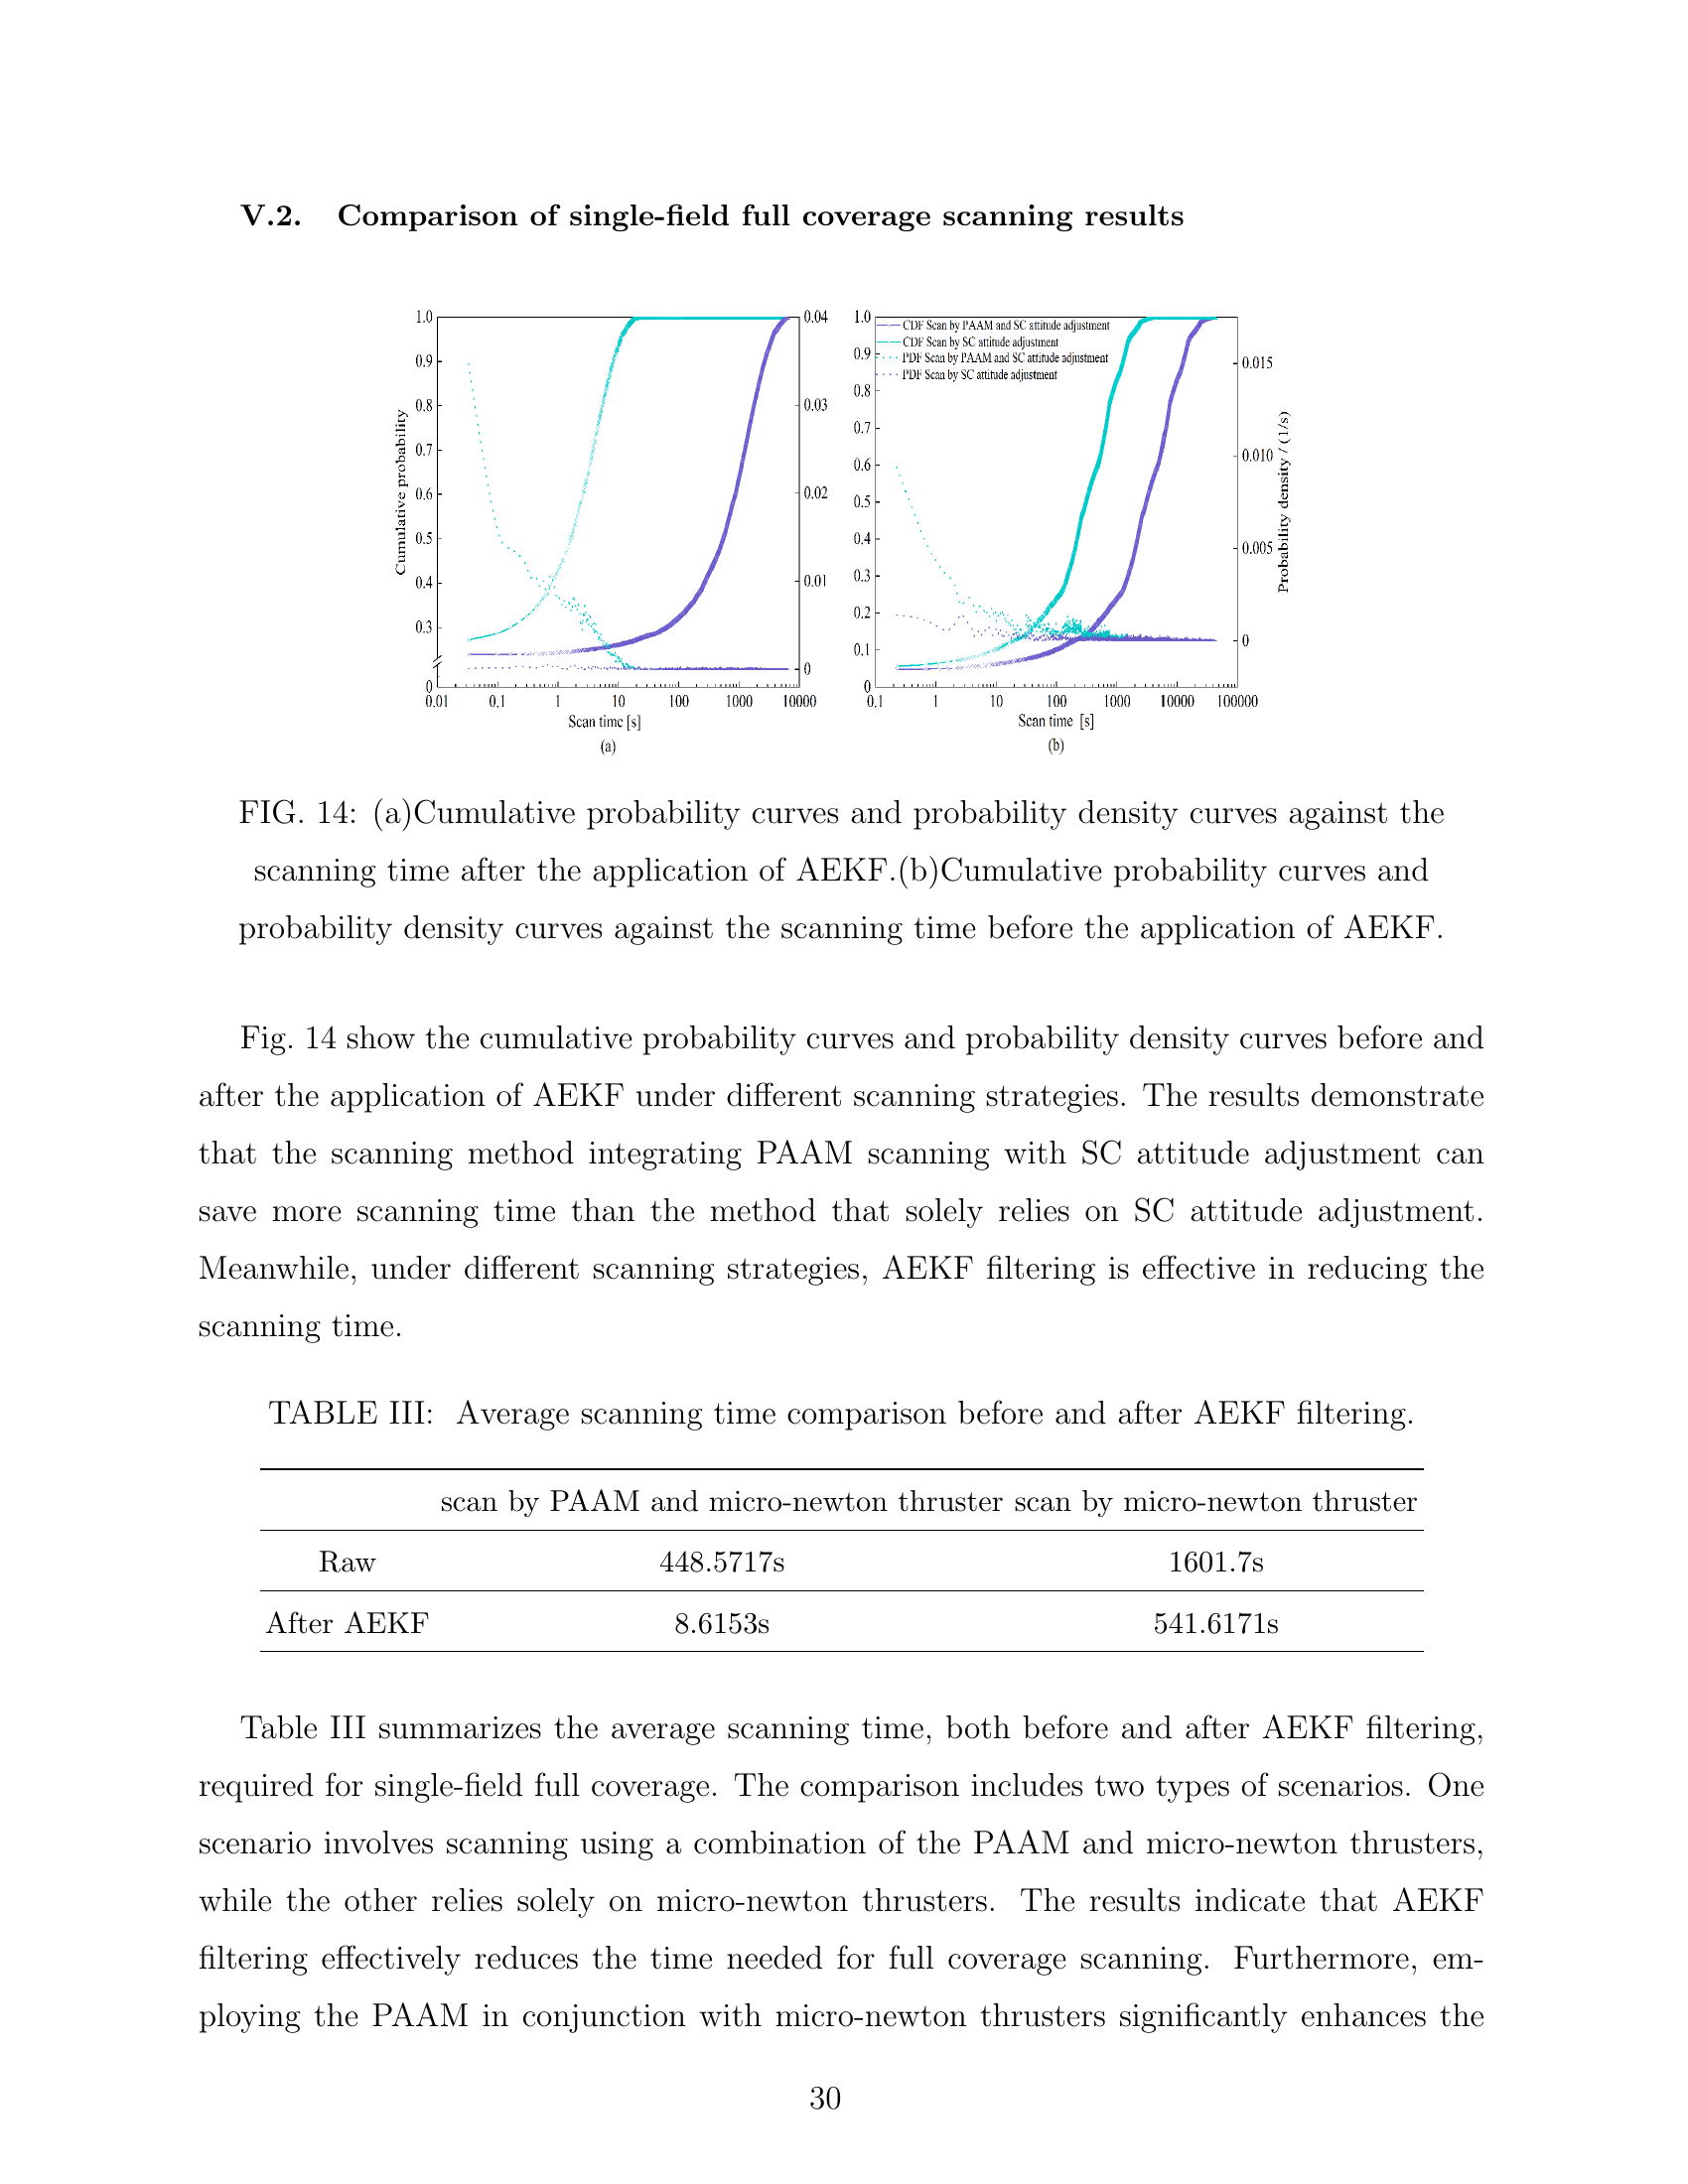 V.2. Comparison of single-field full coverage scanning results
1.0
0.9
0.8
0.7
0.6
0.5
0.4
0.3
0
Cumulative probability
0.04
0.03
0.02
0.01
0
0.01 0.1 1 10 100 1000 10000
Scan time [s]
(a)
1.0
0.9
0.8
0.7
0.6
0.5
0.4
0.3
0.2
0.1
0
CDF Scan by PAAM and SC attitude adjustment
CDF Scan by SC attitude adjustment
PDF Scan by PAAM and SC attitude adjustment
PDF Scan by SC attitude adjustment
0.015
0.010
0.005
0
Probability density / (1/s)
0.1 1 10 100 1000 10000 100000
Scan time [s]
(b)
FIG. 14: (a)Cumulative probability curves and probability density curves against the
scanning time after the application of AEKF.(b)Cumulative probability curves and
probability density curves against the scanning time before the application of AEKF.
Fig. 14 show the cumulative probability curves and probability density curves before and
after the application of AEKF under different scanning strategies. The results demonstrate
that the scanning method integrating PAAM scanning with SC attitude adjustment can
save more scanning time than the method that solely relies on SC attitude adjustment.
Meanwhile, under different scanning strategies, AEKF filtering is effective in reducing the
scanning time.
TABLE III: Average scanning time comparison before and after AEKF filtering.
scan by PAAM and micro-newton thruster scan by micro-newton thruster
Raw 448.5717s 1601.7s
After AEKF 8.6153s 541.6171s
Table III summarizes the average scanning time, both before and after AEKF filtering,
required for single-field full coverage. The comparison includes two types of scenarios. One
scenario involves scanning using a combination of the PAAM and micro-newton thrusters,
while the other relies solely on micro-newton thrusters. The results indicate that AEKF
filtering effectively reduces the time needed for full coverage scanning. Furthermore, em-
ploying the PAAM in conjunction with micro-newton thrusters significantly enhances the
30